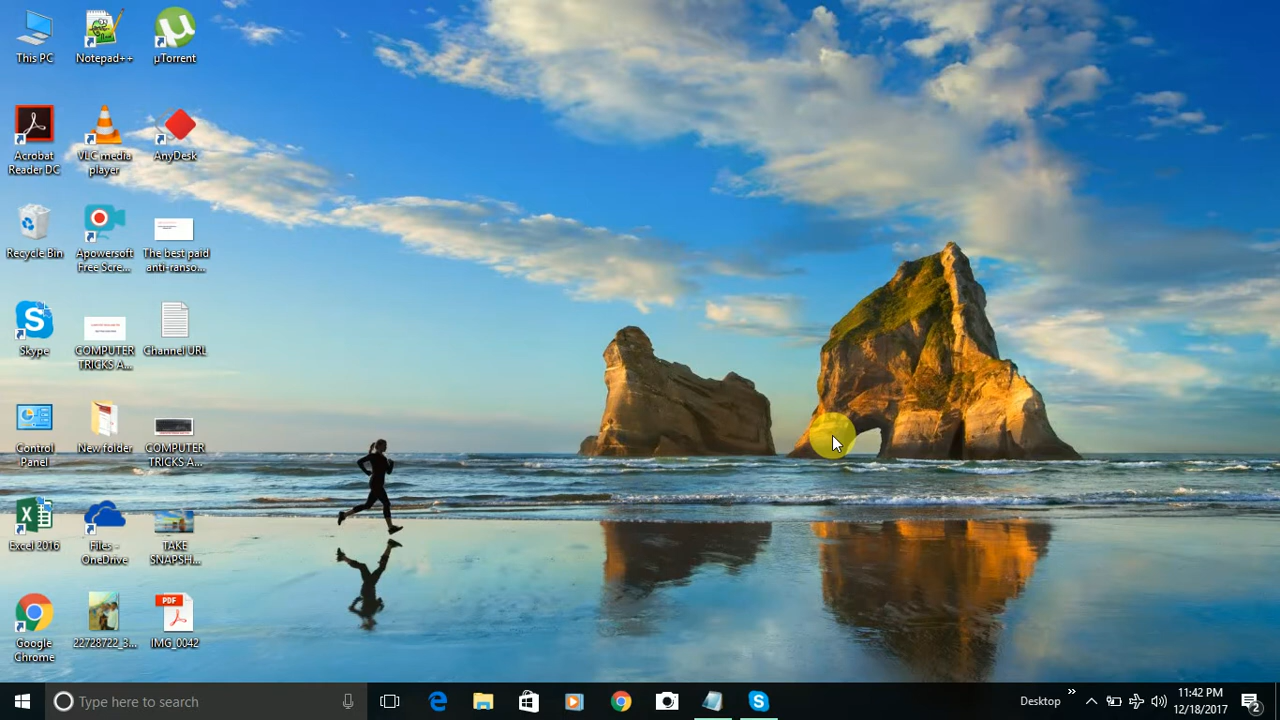 This PC
Notepad++
µTorrent
Acrobat
Reader DC
VLC media
player
AnyDesk
Recycle Bin
Apowersoft
Free Scre...
The best paid
anti-ranso...
Skype
COMPUTER
TRICKS A...
Channel URL
Control
Panel
New folder
COMPUTER
TRICKS A...
Excel 2016
Files -
OneDrive
TAKE
SNAPSH...
Google
Chrome
22728722_3...
PDF
IMG_0042
Type here to search
Desktop
11:42 PM
12/18/2017
2